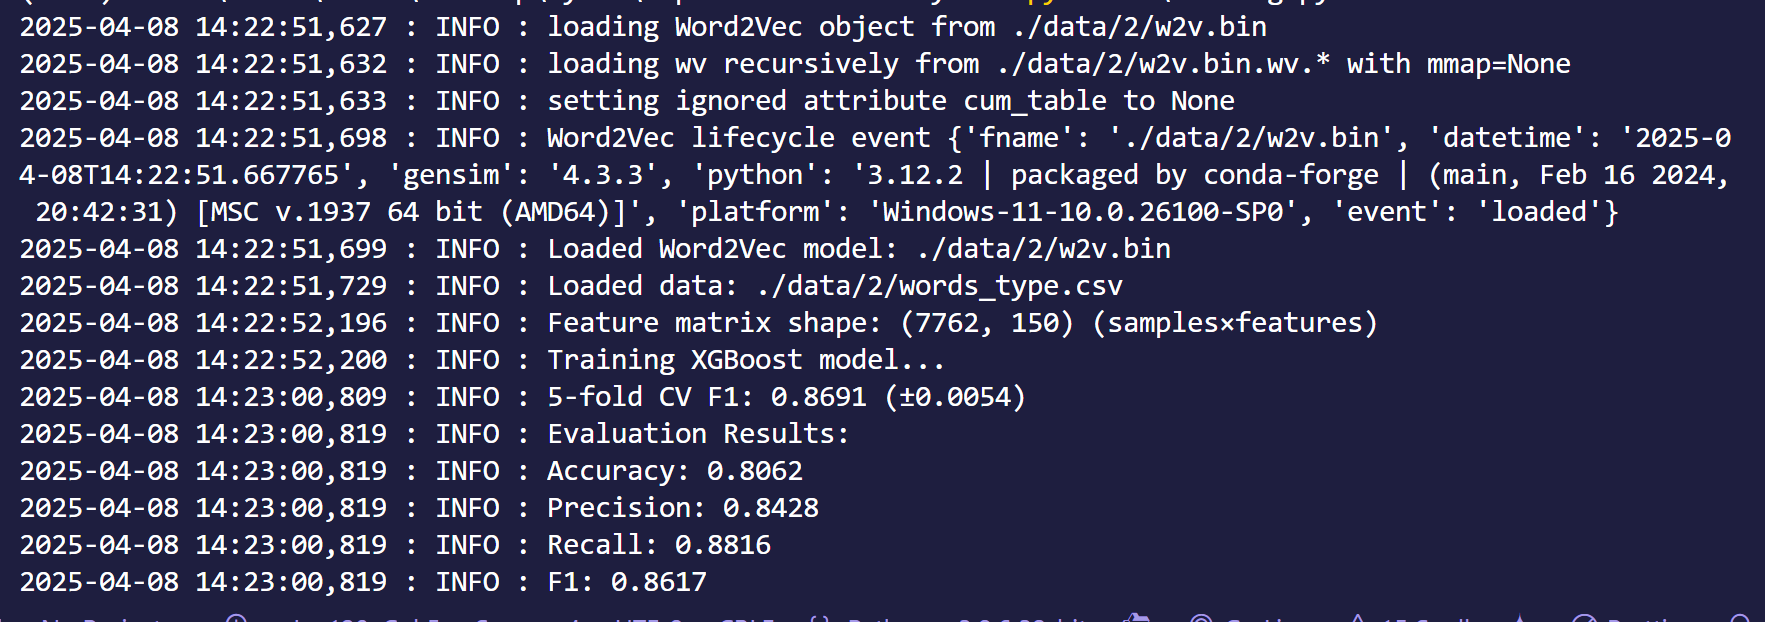 2025-04-08 14:22:51,627 : INFO : loading Word2Vec object from ./data/2/w2v.bin
2025-04-08 14:22:51,632 : INFO : loading wv recursively from ./data/2/w2v.bin.wv.* with mmap=None
2025-04-08 14:22:51,633 : INFO : setting ignored attribute cum_table to None
2025-04-08 14:22:51,698 : INFO : Word2Vec lifecycle event {'fname': './data/2/w2v.bin', 'datetime': '2025-0
4-08T14:22:51.667765', 'gensim': '4.3.3', 'python': '3.12.2 | packaged by conda-forge | (main, Feb 16 2024,
 20:42:31) [MSC v.1937 64 bit (AMD64)]', 'platform': 'Windows-11-10.0.26100-SP0', 'event': 'loaded'}
2025-04-08 14:22:51,699 : INFO : Loaded Word2Vec model: ./data/2/w2v.bin
2025-04-08 14:22:51,729 : INFO : Loaded data: ./data/2/words_type.csv
2025-04-08 14:22:52,196 : INFO : Feature matrix shape: (7762, 150) (samples×features)
2025-04-08 14:22:52,200 : INFO : Training XGBoost model...
2025-04-08 14:23:00,809 : INFO : 5-fold CV F1: 0.8691 (±0.0054)
2025-04-08 14:23:00,819 : INFO : Evaluation Results:
2025-04-08 14:23:00,819 : INFO : Accuracy: 0.8062
2025-04-08 14:23:00,819 : INFO : Precision: 0.8428
2025-04-08 14:23:00,819 : INFO : Recall: 0.8816
2025-04-08 14:23:00,819 : INFO : F1: 0.8617